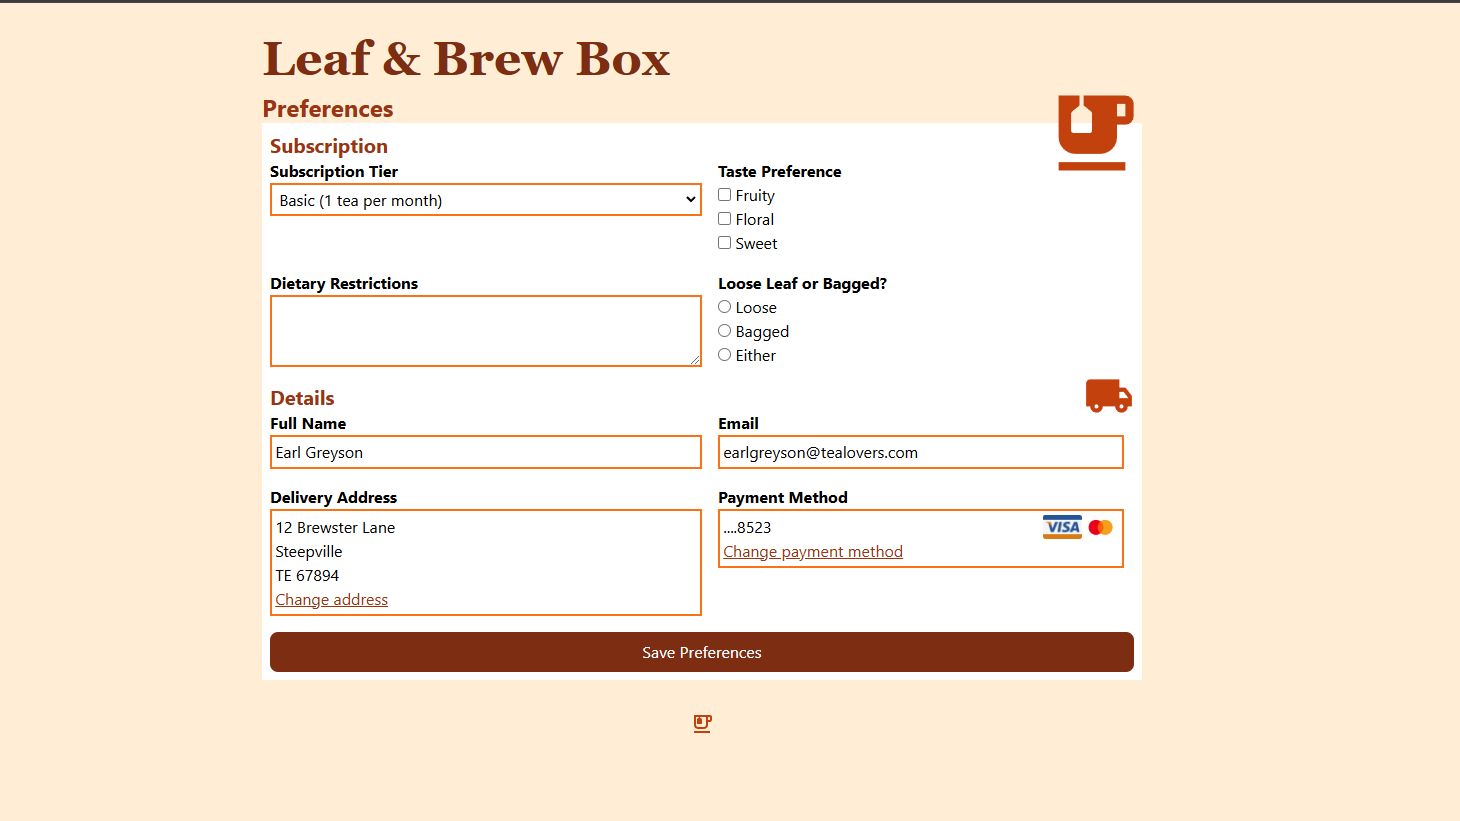 Leaf & Brew Box
Preferences
Subscription
Subscription Tier
Basic (1 tea per month)
Taste Preference
Fruity
Floral
Sweet
Dietary Restrictions
Loose Leaf or Bagged?
Loose
Bagged
Either
Details
Full Name
Earl Greyson
Email
earlgreyson@tealovers.com
Delivery Address
12 Brewster Lane
Steepville
TE 67894
Change address
Payment Method
....8523
VISA
Change payment method
Save Preferences